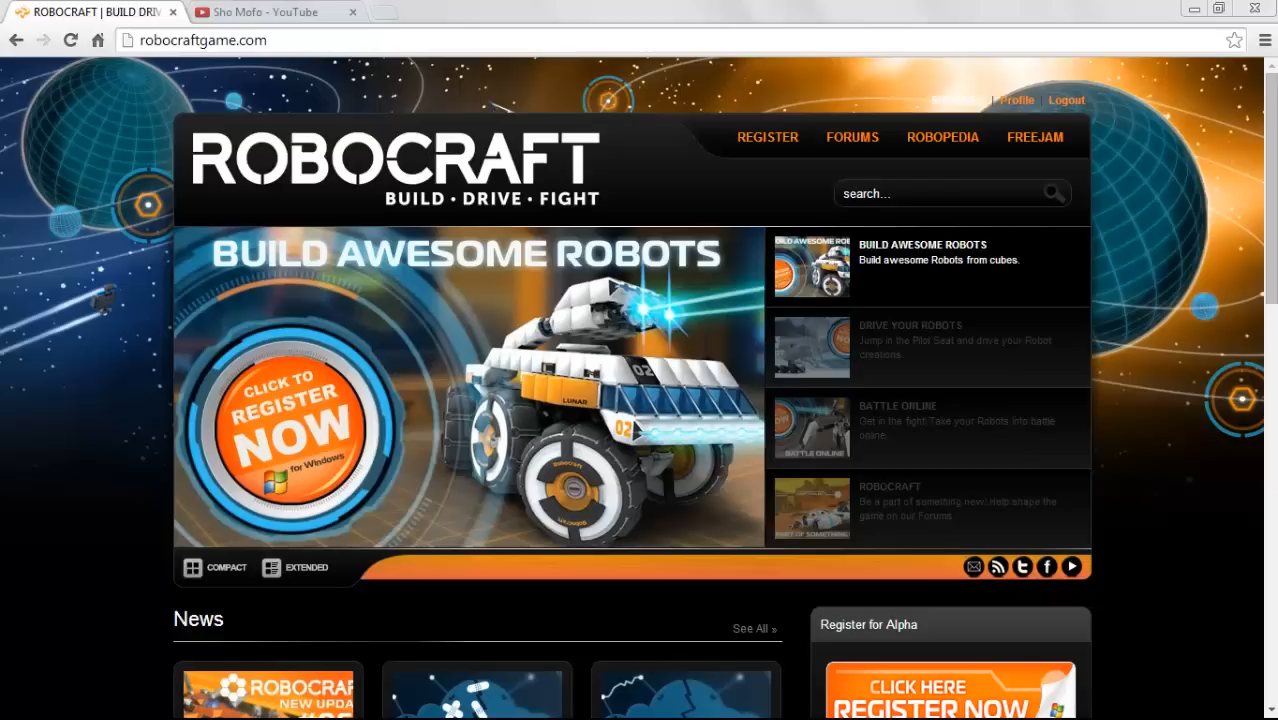 ROBOCRAFT | BUILD DRIV
Sho Mofo - YouTube
robocraftgame.com
Profile | Logout
ROBOCRAFT
BUILD · DRIVE · FIGHT
REGISTER
FORUMS
ROBOPEDIA
FREEJAM
search...
BUILD AWESOME ROBOTS
CLICK TO
REGISTER
NOW
for Windows
02
LUNAR
02
BUILD AWESOME ROBOTS
Build awesome Robots from cubes.
DRIVE YOUR ROBOTS
Jump in the Pilot Seat and drive your Robot
creations.
BATTLE ONLINE
Get in the fight! Take your Robots into battle
online.
BATTLE ONLINE
ROBOCRAFT
Be a part of something new! Help shape the
game on our Forums
COMPACT
EXTENDED
News
See All »
Register for Alpha
ROBOCRAF
NEW UPDA
CLICK HERE
REGISTER NOW